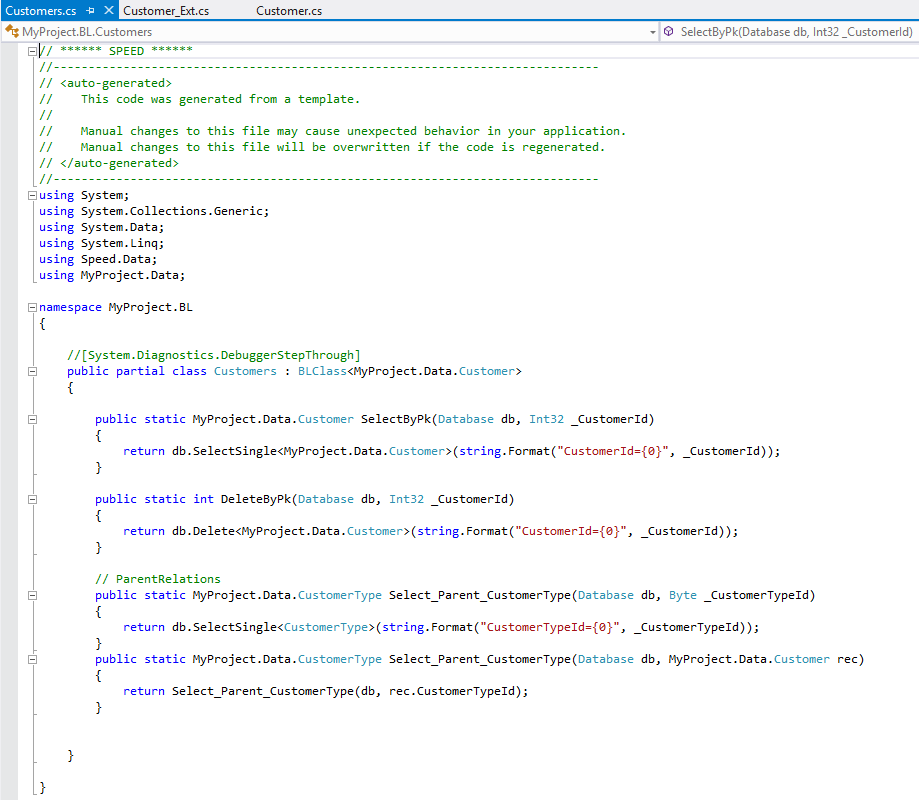 Customers.cs Customer_Ext.cs Customer.cs
MyProject.BL.Customers SelectByPk(Database db, Int32 _CustomerId)
// ****** SPEED ******
//------------------------------------------------------------------------------
// <auto-generated>
//    This code was generated from a template.
//
//    Manual changes to this file may cause unexpected behavior in your application.
//    Manual changes to this file will be overwritten if the code is regenerated.
// </auto-generated>
//------------------------------------------------------------------------------
using System;
using System.Collections.Generic;
using System.Data;
using System.Linq;
using Speed.Data;
using MyProject.Data;

namespace MyProject.BL
{

    //[System.Diagnostics.DebuggerStepThrough]
    public partial class Customers : BLClass<MyProject.Data.Customer>
    {

        public static MyProject.Data.Customer SelectByPk(Database db, Int32 _CustomerId)
        {
            return db.SelectSingle<MyProject.Data.Customer>(string.Format("CustomerId={0}", _CustomerId));
        }

        public static int DeleteByPk(Database db, Int32 _CustomerId)
        {
            return db.Delete<MyProject.Data.Customer>(string.Format("CustomerId={0}", _CustomerId));
        }

        // ParentRelations
        public static MyProject.Data.CustomerType Select_Parent_CustomerType(Database db, Byte _CustomerTypeId)
        {
            return db.SelectSingle<CustomerType>(string.Format("CustomerTypeId={0}", _CustomerTypeId));
        }
        public static MyProject.Data.CustomerType Select_Parent_CustomerType(Database db, MyProject.Data.Customer rec)
        {
            return Select_Parent_CustomerType(db, rec.CustomerTypeId);
        }


    }

}